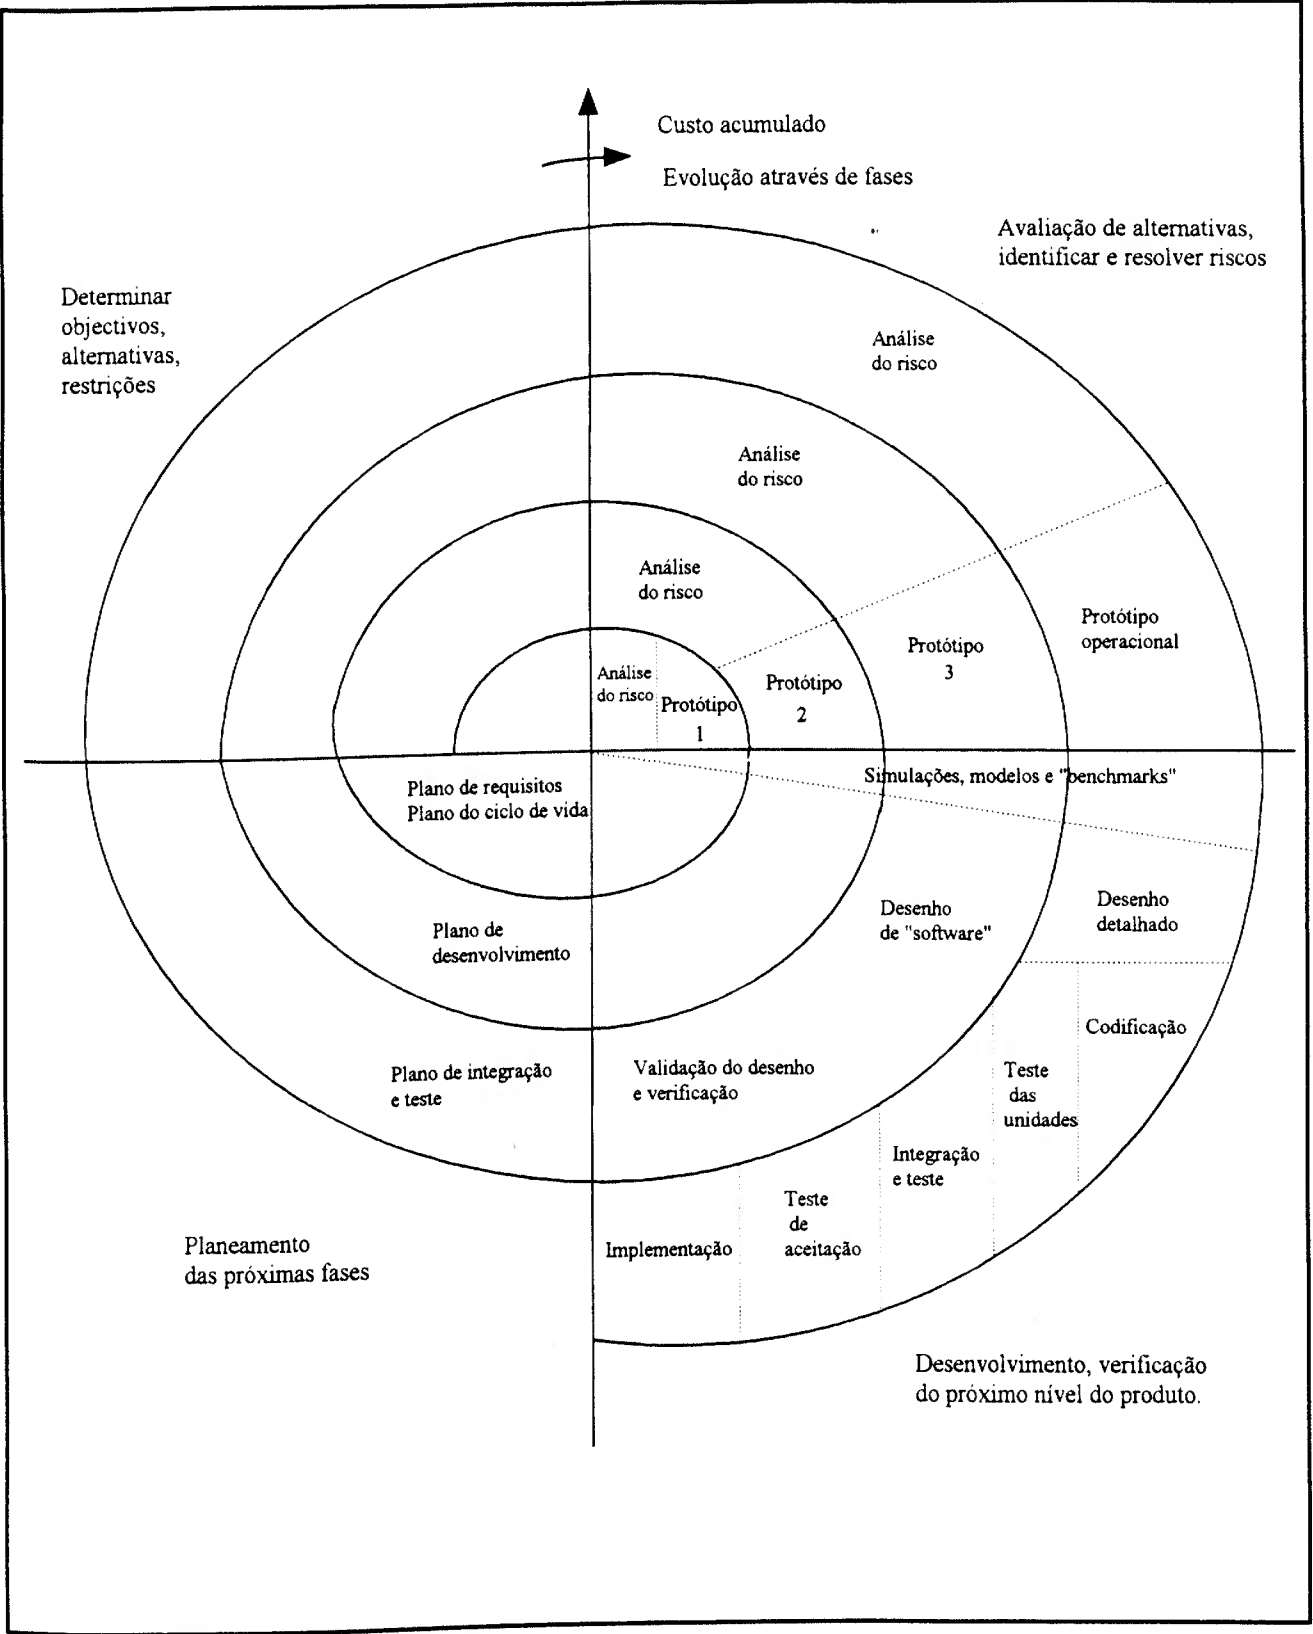 Custo acumulado
Evolução através de fases
Avaliação de alternativas,
identificar e resolver riscos
Determinar
objectivos,
alternativas,
restrições
Análise
do risco
Análise
do risco
Análise
do risco
Análise
do risco
Protótipo
1
Protótipo
2
Protótipo
3
Protótipo
operacional
Simulações, modelos e "benchmarks"
Plano de requisitos
Plano do ciclo de vida
Plano de
desenvolvimento
Desenho
de "software"
Desenho
detalhado
Codificação
Teste
das
unidades
Plano de integração
e teste
Validação do desenho
e verificação
Integração
e teste
Teste
de
aceitação
Implementação
Planeamento
das próximas fases
Desenvolvimento, verificação
do próximo nível do produto.